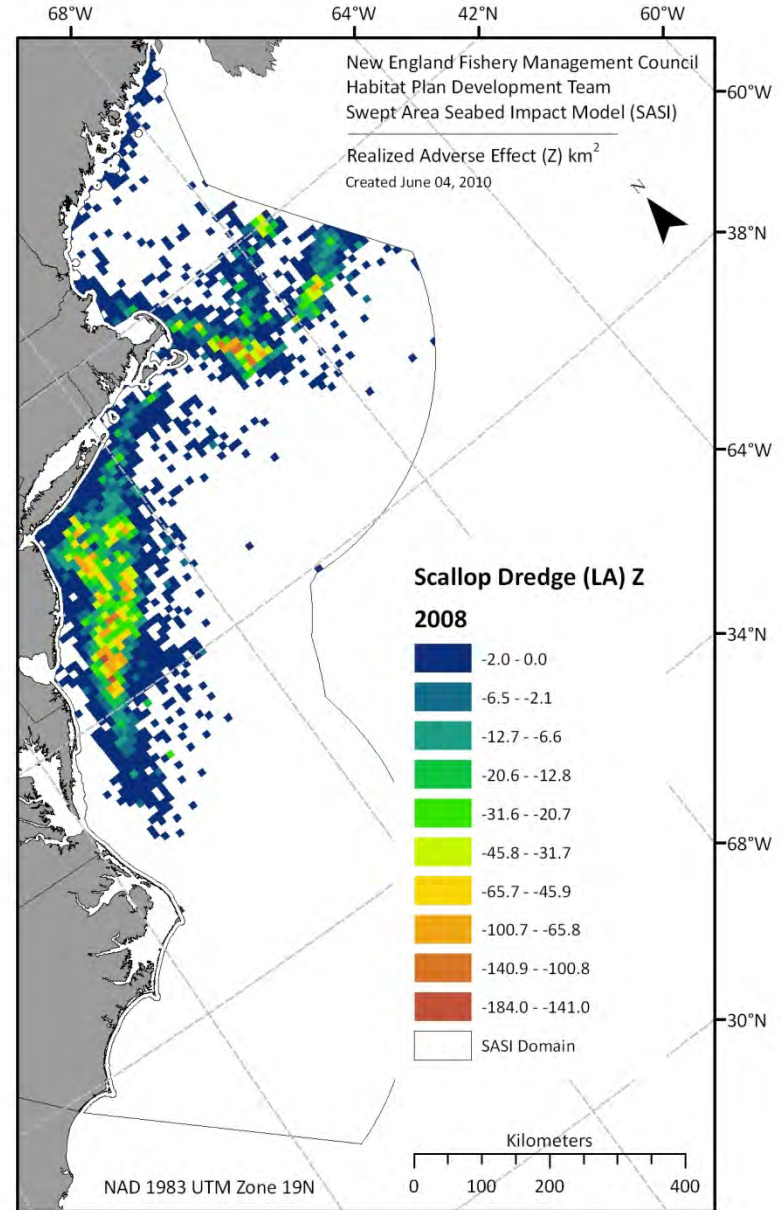 68°W 64°W 42°N 60°W
New England Fishery Management Council
Habitat Plan Development Team
Swept Area Seabed Impact Model (SASI)
Realized Adverse Effect (Z) km²
Created June 04, 2010
N
60°W
38°N
64°W
34°N
68°W
30°N
Scallop Dredge (LA) Z
2008
-2.0 - 0.0
-6.5 - -2.1
-12.7 - -6.6
-20.6 - -12.8
-31.6 - -20.7
-45.8 - -31.7
-65.7 - -45.9
-100.7 - -65.8
-140.9 - -100.8
-184.0 - -141.0
SASI Domain
Kilometers
0 100 200 400
NAD 1983 UTM Zone 19N